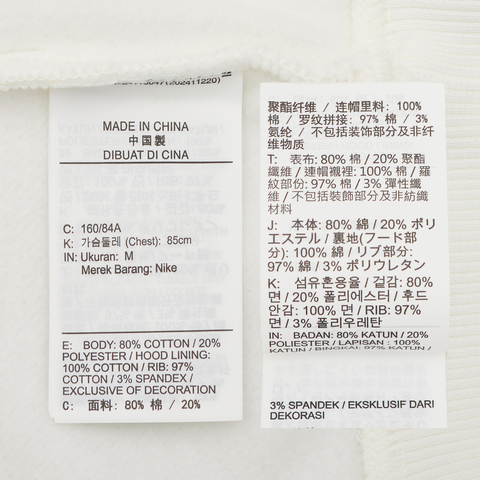 (202411220)
MADE IN CHINA
中国製
DIBUAT DI CINA
C: 160/84A
K: 가슴둘레 (Chest): 85cm
IN: Ukuran: M
Merek Barang: Nike
E: BODY: 80% COTTON / 20%
POLYESTER / HOOD LINING:
100% COTTON / RIB: 97%
COTTON / 3% SPANDEX /
EXCLUSIVE OF DECORATION
C: 面料: 80% 棉 / 20%
聚酯纤维 / 连帽里料: 100%
棉 / 罗纹拼接: 97% 棉 / 3%
氨纶 / 不包括装饰部分及非纤
维物质
T: 表布: 80% 棉 / 20% 聚酯
纖維 / 連帽襯裡: 100% 棉 / 羅
紋部份: 97% 棉 / 3% 彈性纖
維 / 不包括裝飾部分及非紡織
材料
J: 本体: 80% 綿 / 20% ポリ
エステル / 裏地(フード部
分): 100% 綿 / リブ部分:
97% 綿 / 3% ポリウレタン
K: 섬유혼용율 / 겉감: 80%
면 / 20% 폴리에스터 / 후드
안감: 100% 면 / RIB: 97%
면 / 3% 폴리우레탄
IN: BADAN: 80% KATUN / 20%
POLIESTER / LAPISAN : 100%
KATUN / BINGKAI: 97% KATUN /
3% SPANDEK / EKSKLUSIF DARI
DEKORASI